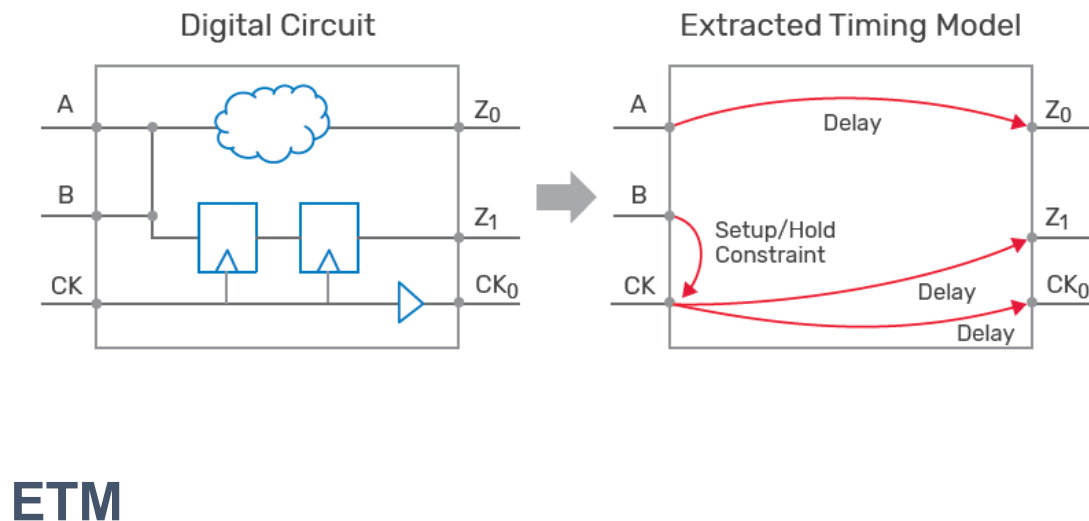 Digital Circuit
Extracted Timing Model
A
Z0
B
Z1
CK
CK0
A
Z0
Delay
B
Z1
Setup/Hold
Constraint
CK
CK0
Delay
Delay
ETM